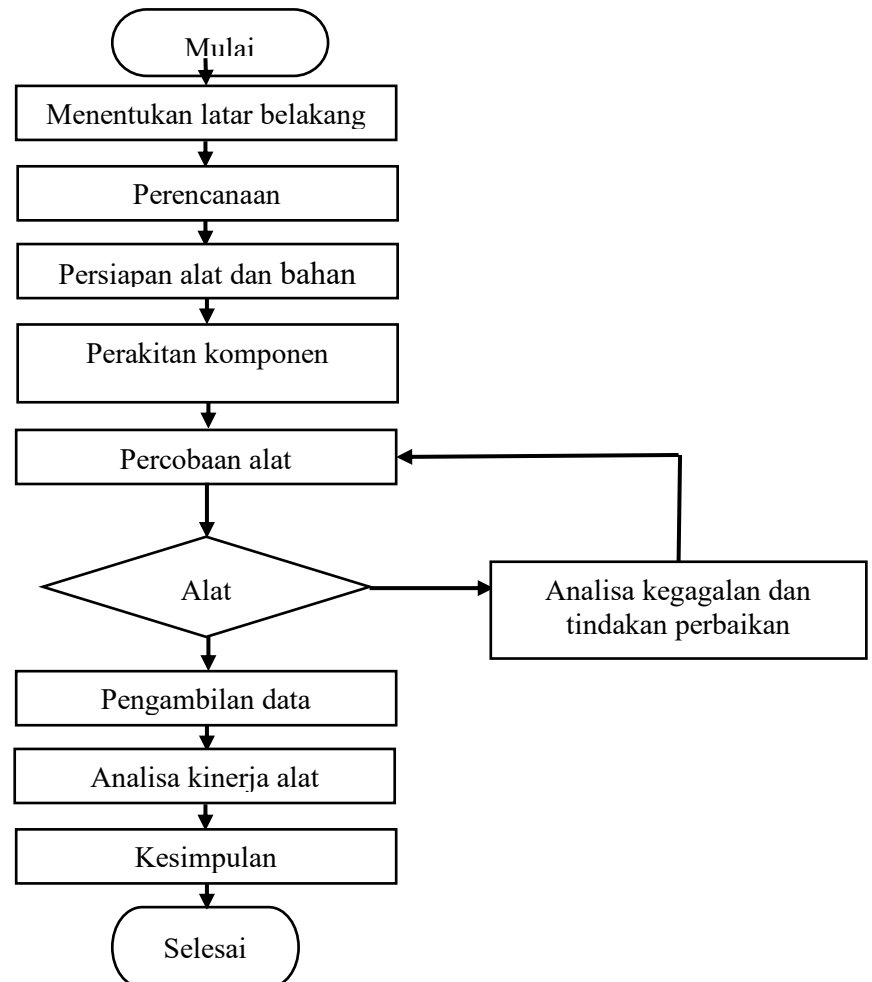 Mulai
Menentukan latar belakang
Perencanaan
Persiapan alat dan bahan
Perakitan komponen
Percobaan alat
Alat
Analisa kegagalan dan
tindakan perbaikan
Pengambilan data
Analisa kinerja alat
Kesimpulan
Selesai